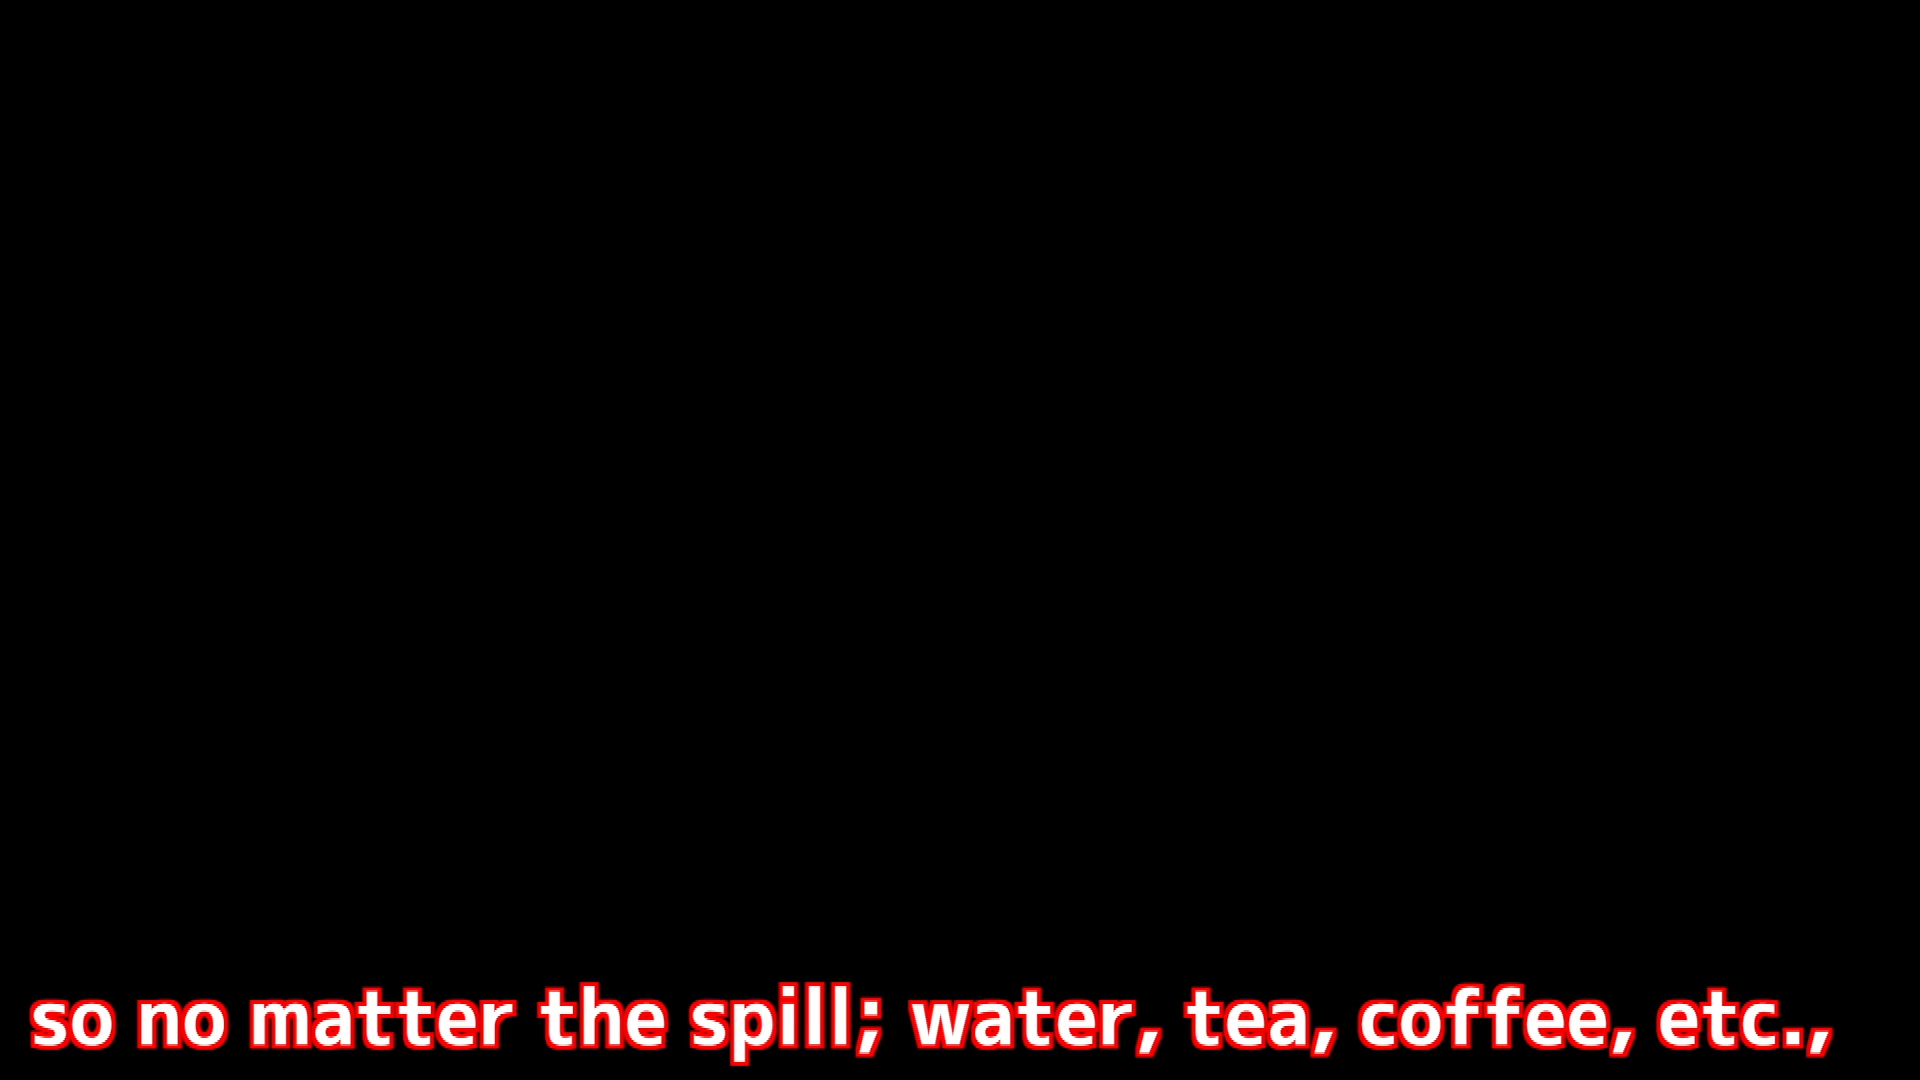 so no matter the spill; water, tea, coffee, etc.,